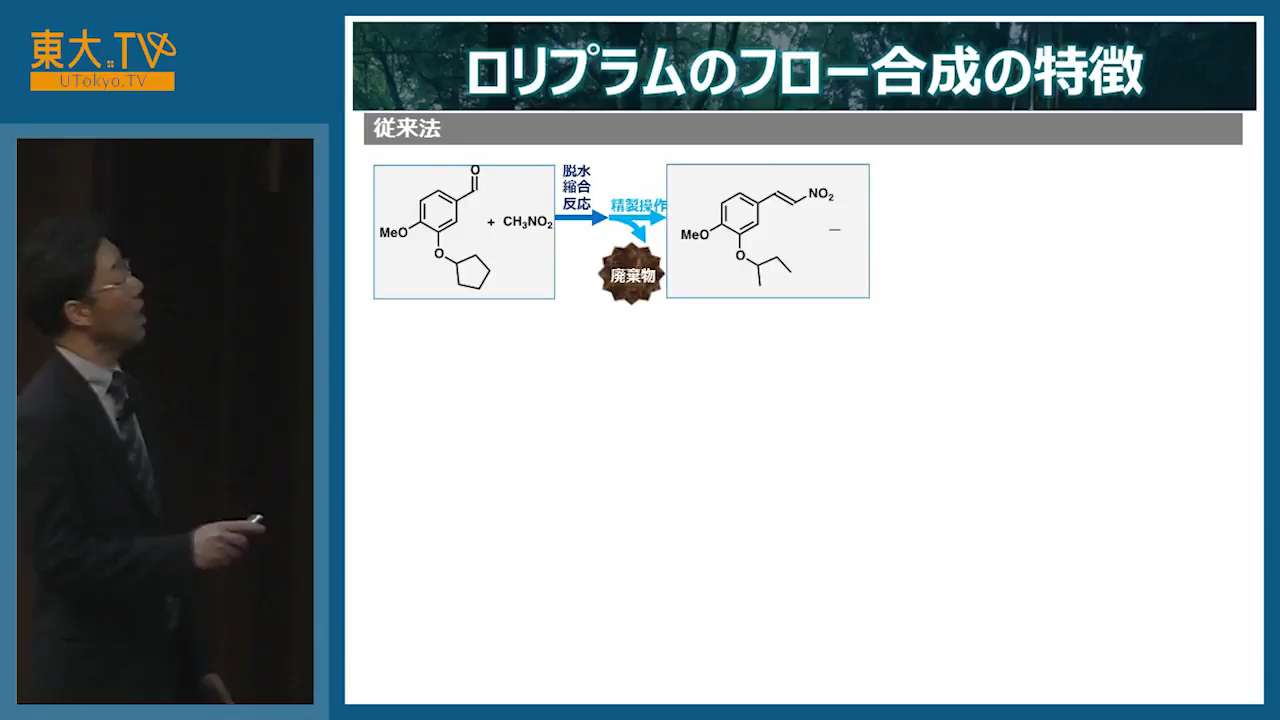 東大.TV
UTokyo.TV
ロリプラムのフロー合成の特徴
従来法
O
MeO
O
+ CH₃NO₂
脱水
縮合
反応
精製操作
廃棄物
NO₂
MeO
O